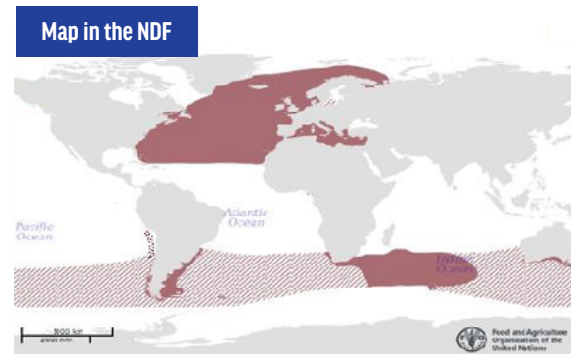 Map in the NDF
Atlantic
Ocean
Pacific
Ocean
Indian
Ocean
Food and Agriculture
Organization of the
United Nations